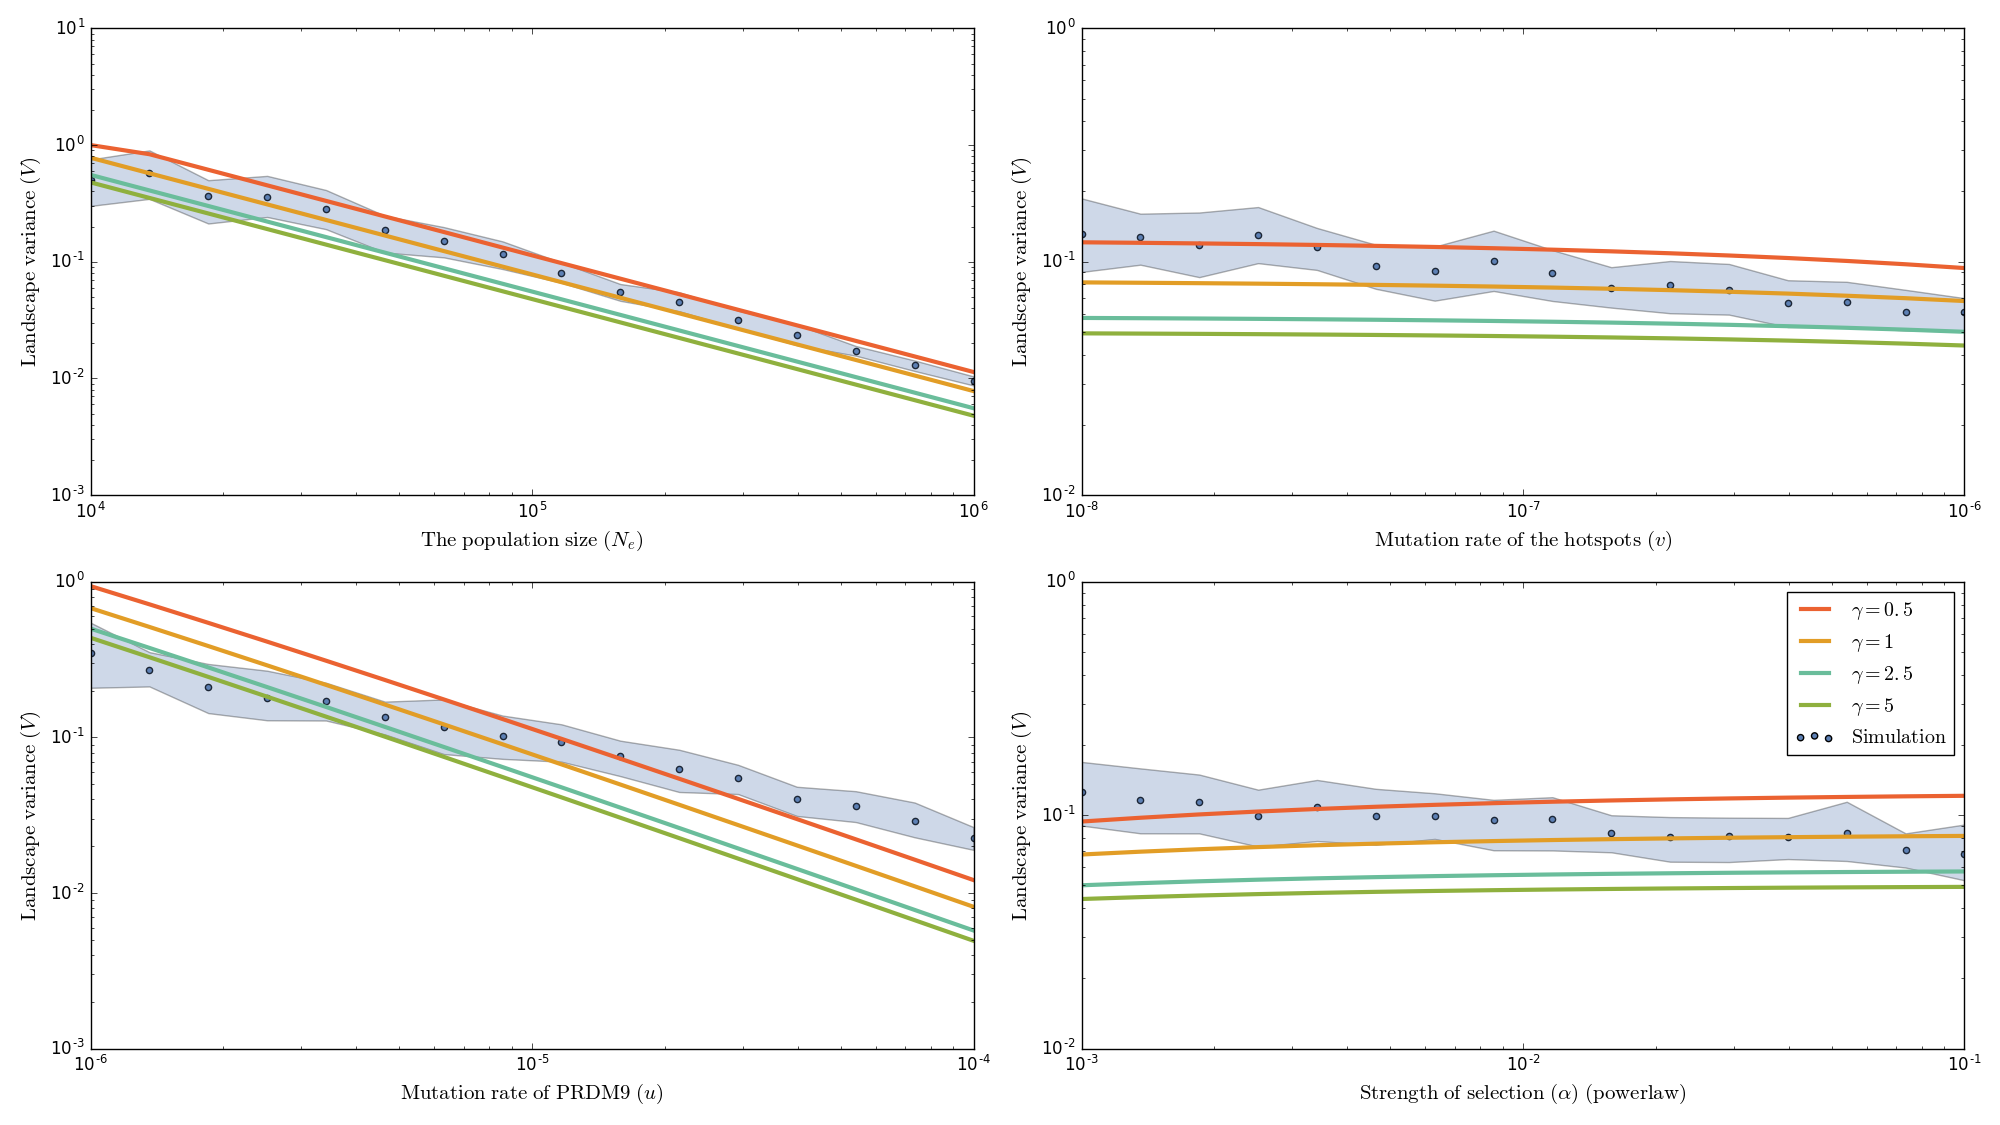 10^1
10^0
10^-1
10^-2
10^-3
Landscape variance (V)
10^4 10^5 10^6
The population size (N_e)
10^0
10^-1
10^-2
Landscape variance (V)
10^-8 10^-7 10^-6
Mutation rate of the hotspots (v)
10^0
10^-1
10^-2
10^-3
Landscape variance (V)
10^-6 10^-5 10^-4
Mutation rate of PRDM9 (u)
10^0
10^-1
10^-2
Landscape variance (V)
γ = 0.5
γ = 1
γ = 2.5
γ = 5
Simulation
10^-3 10^-2 10^-1
Strength of selection (α) (powerlaw)